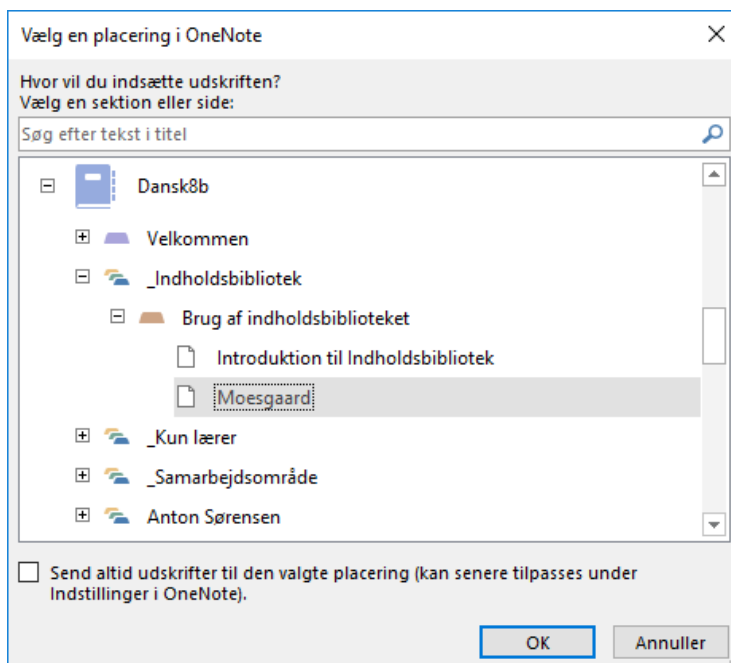 Vælg en placering i OneNote
Hvor vil du indsætte udskriften?
Vælg en sektion eller side:
Søg efter tekst i titel
Dansk8b
Velkommen
_Indholdsbibliotek
Brug af indholdsbiblioteket
Introduktion til Indholdsbibliotek
Moesgaard
_Kun lærer
_Samarbejdsområde
Anton Sørensen
Send altid udskrifter til den valgte placering (kan senere tilpasses under
Indstillinger i OneNote).
OK
Annuller